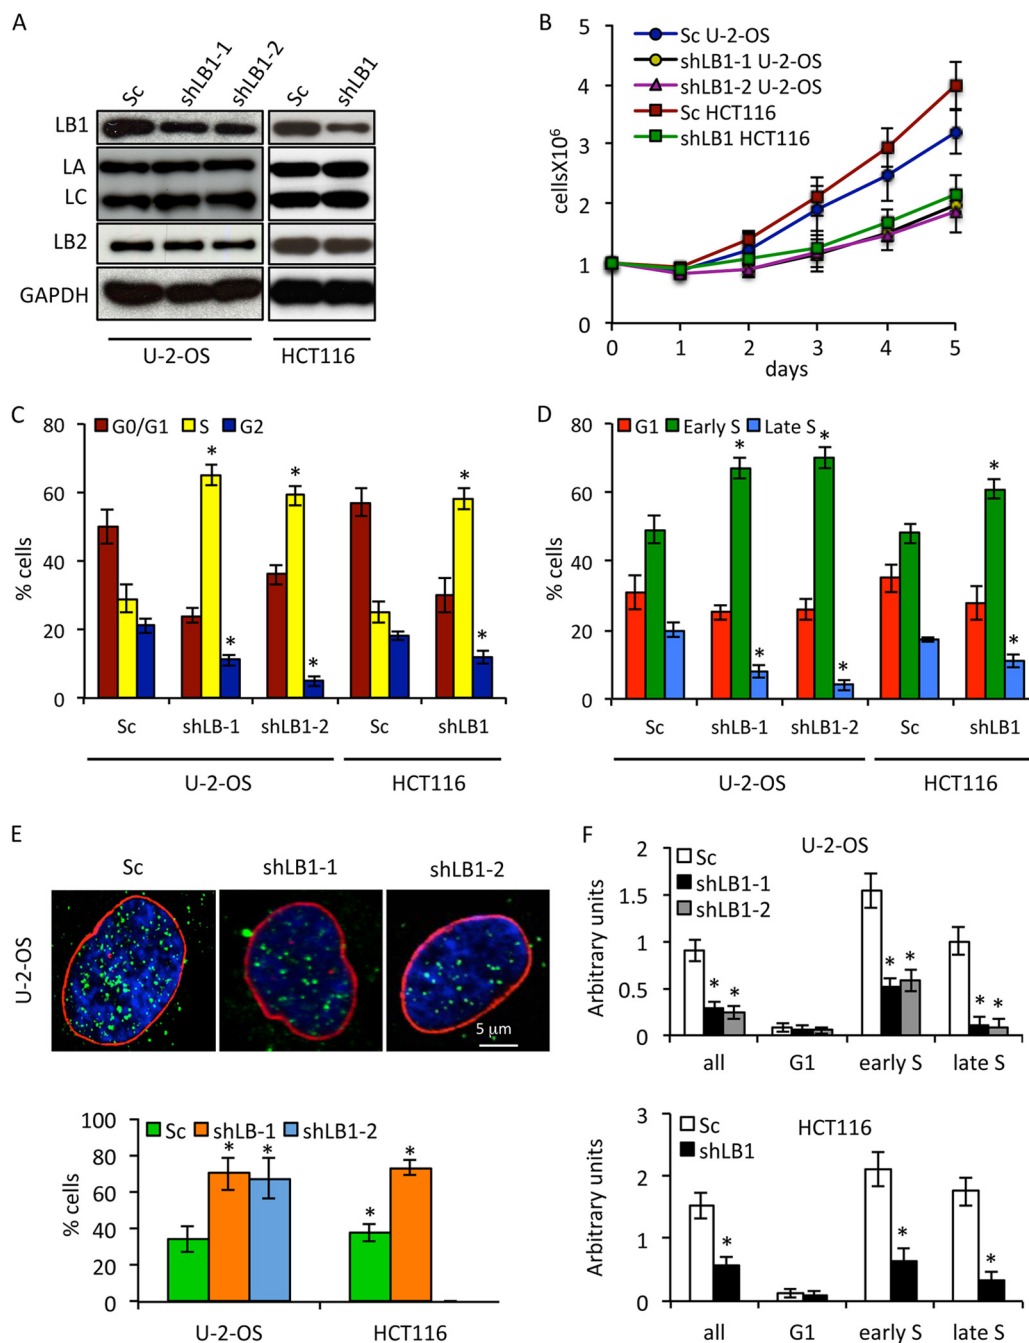 A
Sc
shLB1-1
shLB1-2
Sc
shLB1
LB1
LA
LC
LB2
GAPDH
U-2-OS
HCT116
B
Sc U-2-OS
shLB1-1 U-2-OS
shLB1-2 U-2-OS
Sc HCT116
shLB1 HCT116
cellsX10⁶
5
4
3
2
1
0
0 1 2 3 4 5
days
C
G0/G1 S G2
% cells
80
60
40
20
0
* * *
* * *
Sc shLB-1 shLB1-2 Sc shLB1
U-2-OS HCT116
D
G1 Early S Late S
% cells
80
60
40
20
0
* * *
* * *
Sc shLB-1 shLB1-2 Sc shLB1
U-2-OS HCT116
E
Sc shLB1-1 shLB1-2
U-2-OS
5 μm
Sc shLB-1 shLB1-2
% cells
100
80
60
40
20
0
* * * *
U-2-OS HCT116
F
U-2-OS
Sc
shLB1-1
shLB1-2
Arbitrary units
2
1.5
1
0.5
0
* * * * * *
all G1 early S late S
HCT116
Sc
shLB1
Arbitrary units
3
2
1
0
* * *
all G1 early S late S